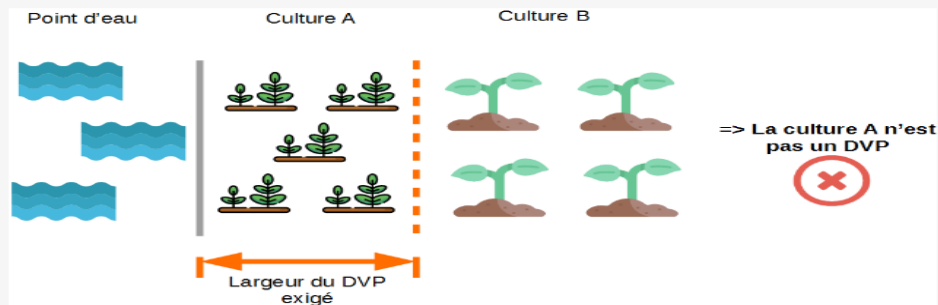 Point d'eau
Culture A
Culture B
=> La culture A n'est
pas un DVP
Largeur du DVP
exigé